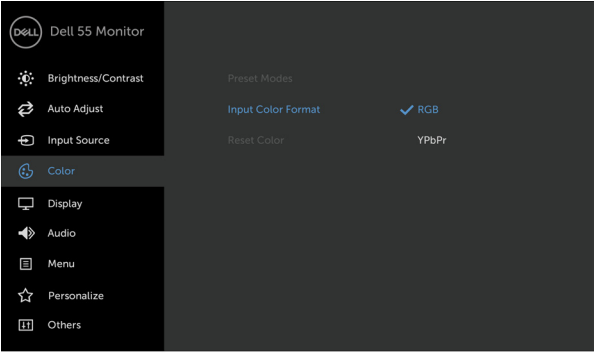 DELL Dell 55 Monitor
Brightness/Contrast
Preset Modes
Auto Adjust
Input Color Format
RGB
Input Source
Reset Color
YPbPr
Color
Display
Audio
Menu
Personalize
Others